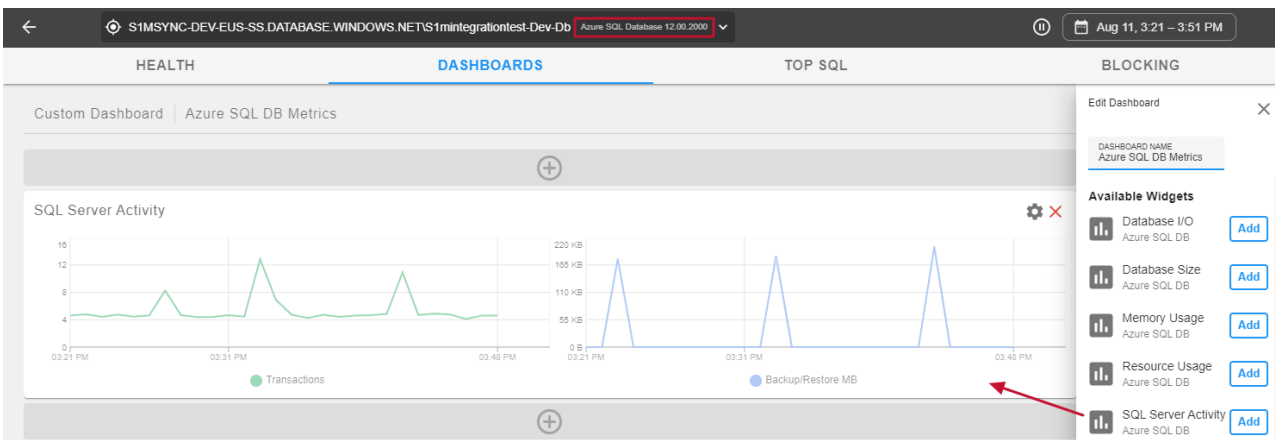 S1MSYNC-DEV-EUS-SS.DATABASE.WINDOWS.NET\S1mintegrationtest-Dev-Db Azure SQL Database 12.00.2000
Aug 11, 3:21 – 3:51 PM
HEALTH
DASHBOARDS
TOP SQL
BLOCKING
Custom Dashboard | Azure SQL DB Metrics
SQL Server Activity
16
12
8
4
0
03:21 PM
03:31 PM
03:48 PM
Transactions
220 KB
165 KB
110 KB
55 KB
0 B
03:21 PM
03:31 PM
03:48 PM
Backup/Restore MB
Edit Dashboard
DASHBOARD NAME
Azure SQL DB Metrics
Available Widgets
Database I/O
Azure SQL DB
Add
Database Size
Azure SQL DB
Add
Memory Usage
Azure SQL DB
Add
Resource Usage
Azure SQL DB
Add
SQL Server Activity
Azure SQL DB
Add